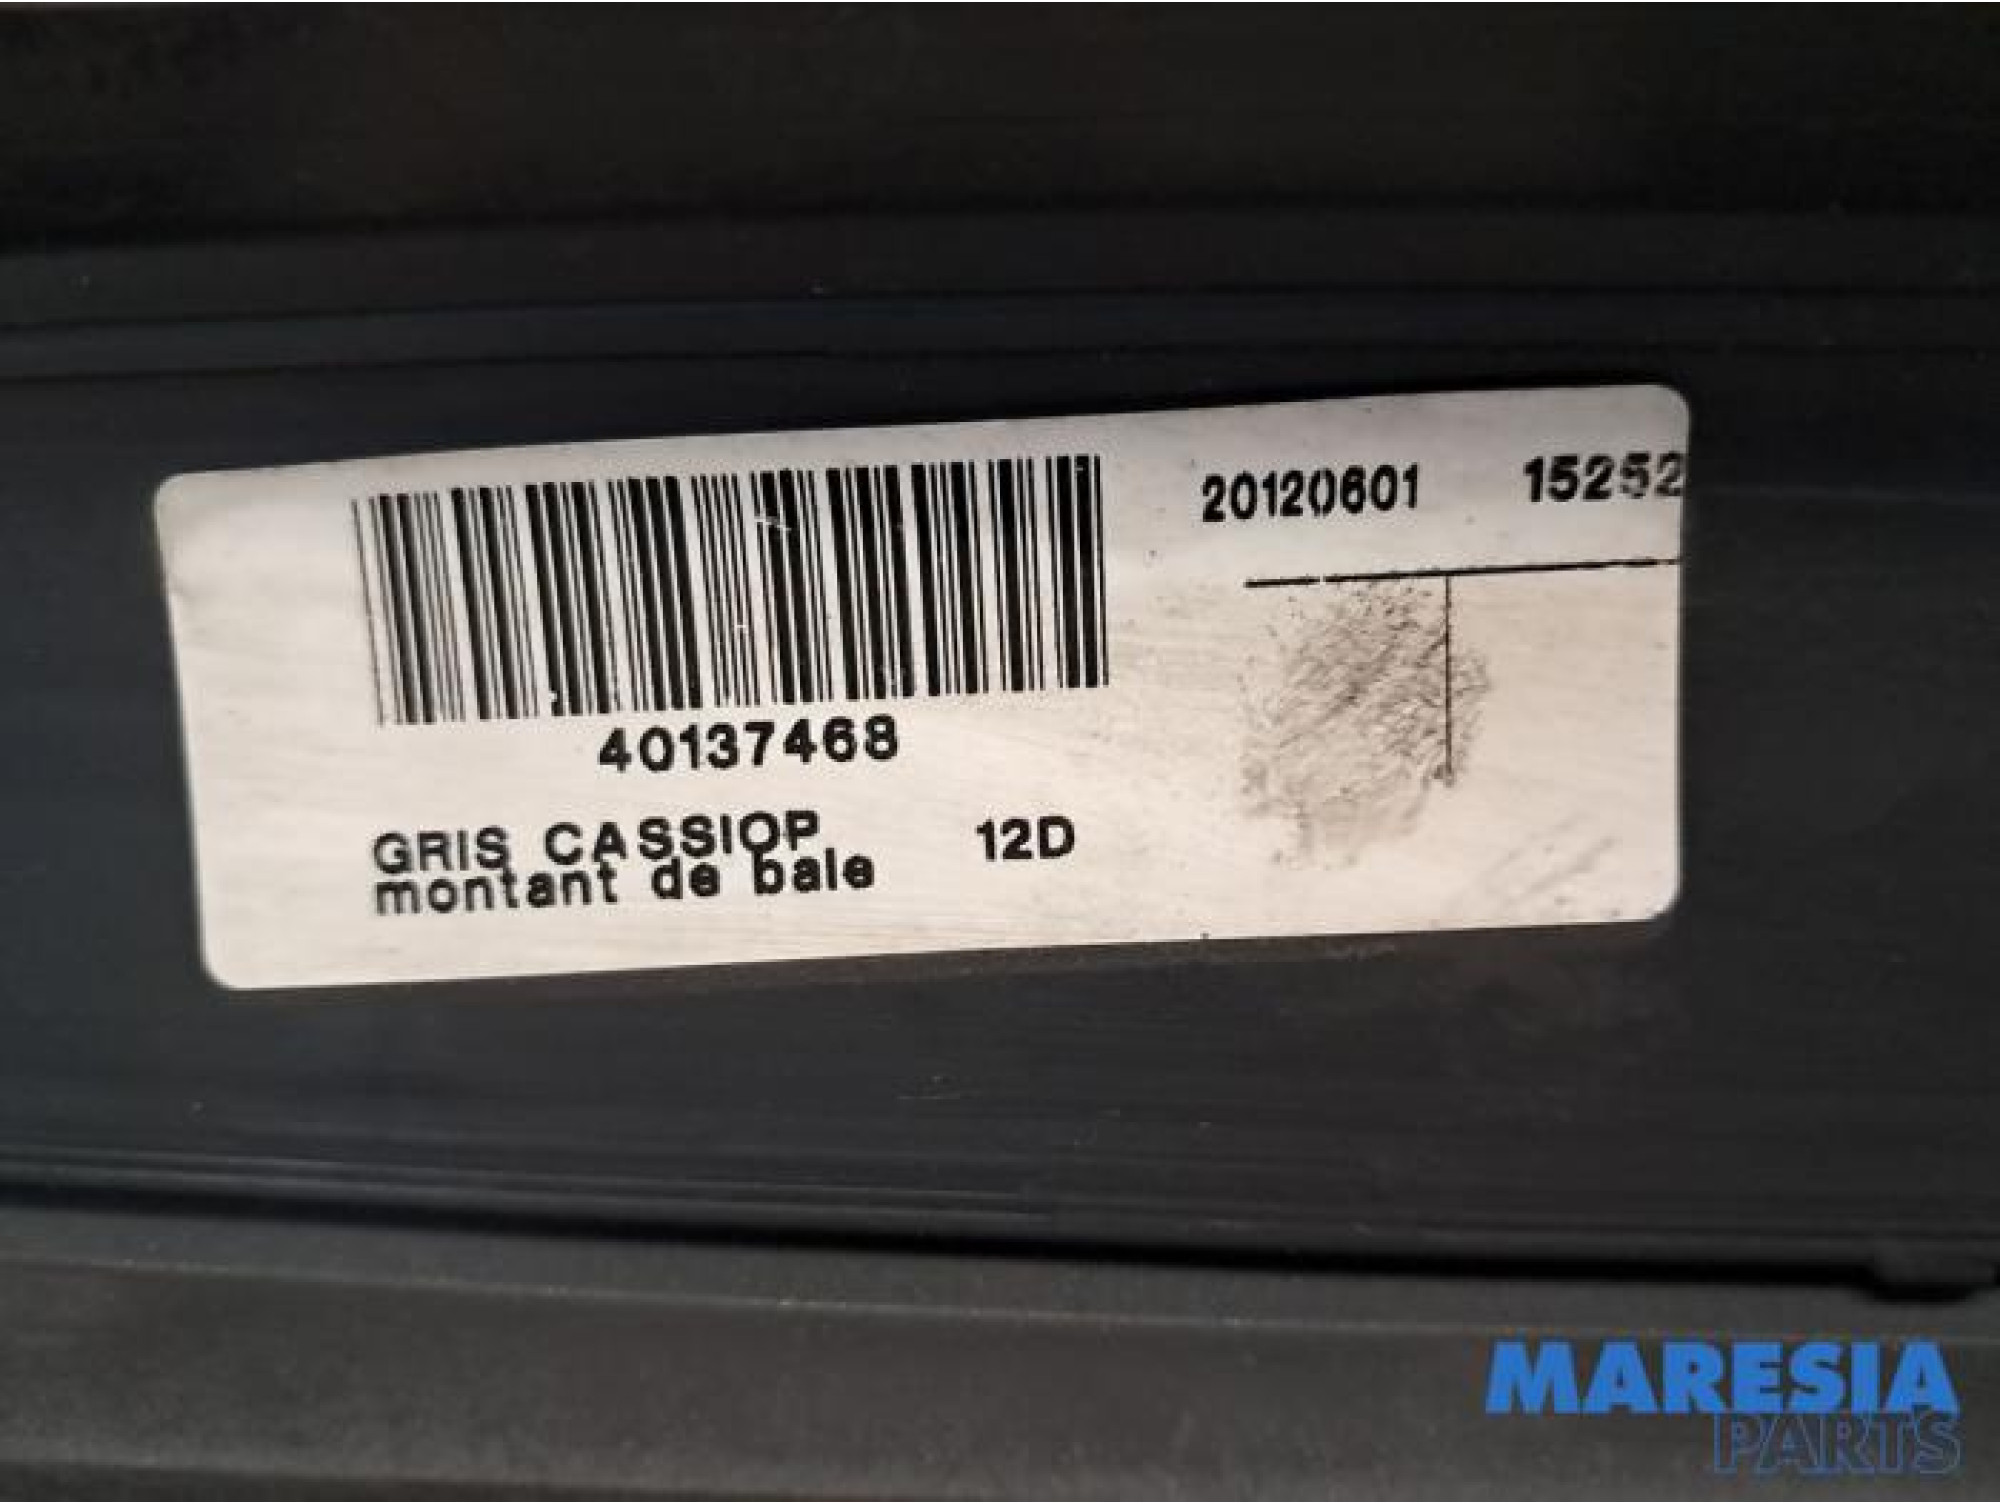 20120601 15252
40137468
GRIS CASSIOP 12D
montant de baie
MARESIA
PARTS